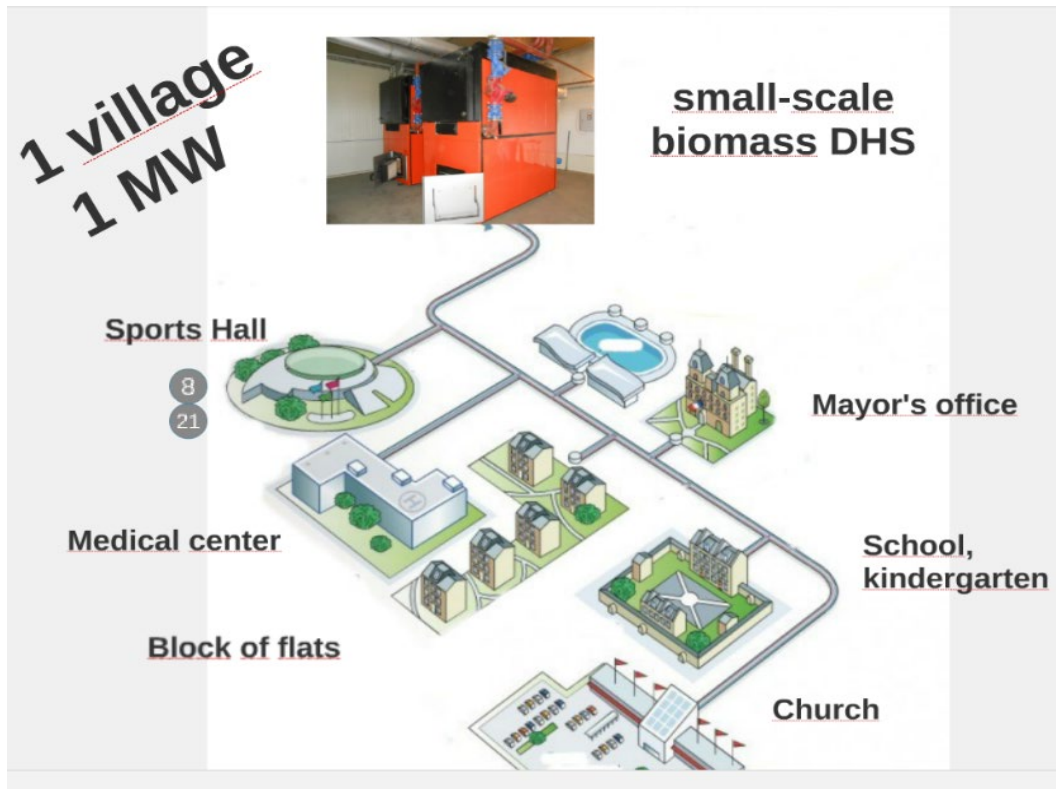 1 village
1 MW
small-scale
biomass DHS
Sports Hall
8
21
Mayor's office
Medical center
School,
kindergarten
Block of flats
Church
H